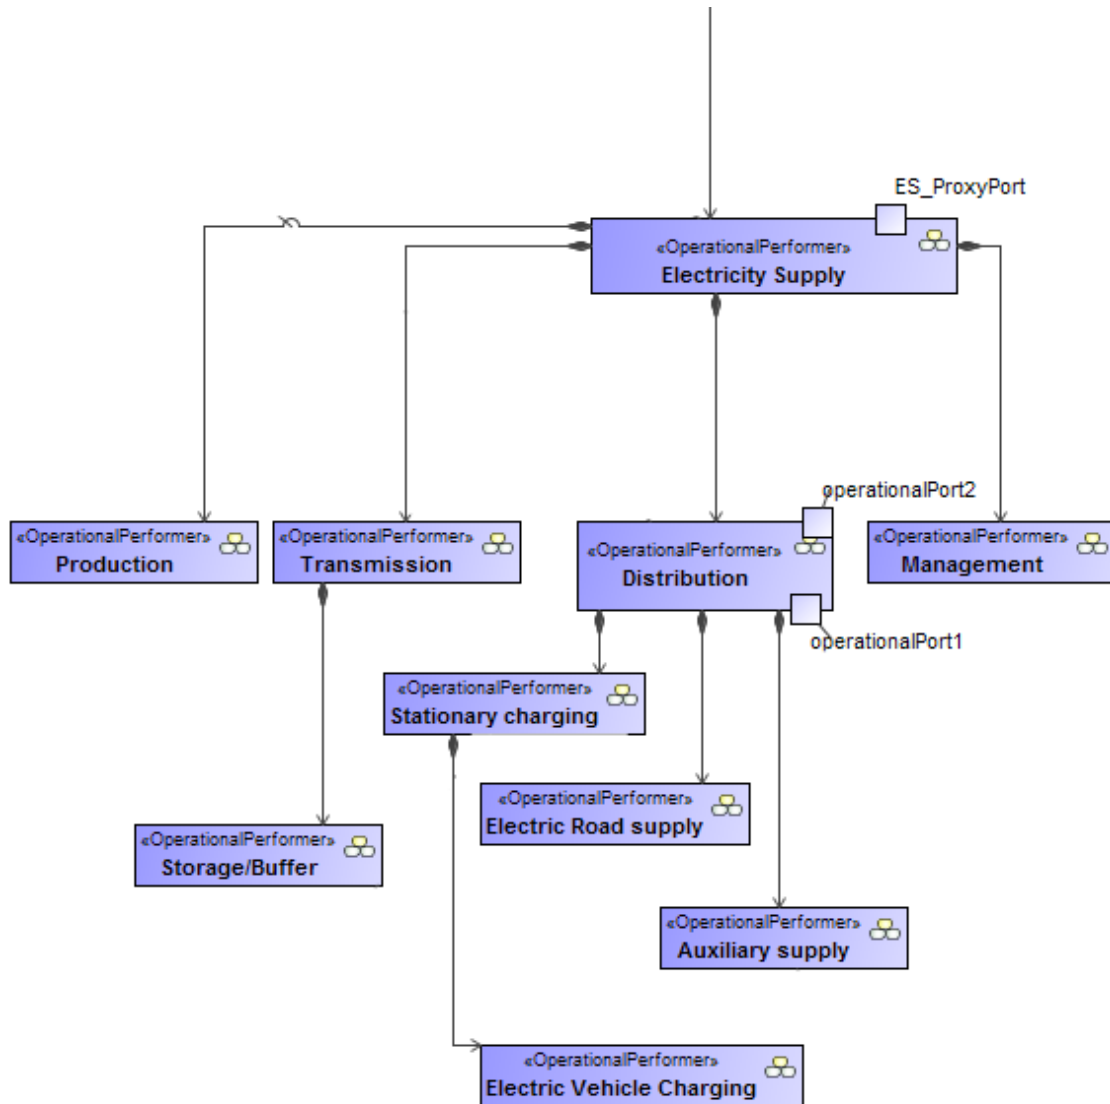 ES_ProxyPort
«OperationalPerformer»
Electricity Supply
operationalPort2
«OperationalPerformer»
Production
«OperationalPerformer»
Transmission
«OperationalPerformer»
Distribution
«OperationalPerformer»
Management
operationalPort1
«OperationalPerformer»
Stationary charging
«OperationalPerformer»
Electric Road supply
«OperationalPerformer»
Storage/Buffer
«OperationalPerformer»
Auxiliary supply
«OperationalPerformer»
Electric Vehicle Charging